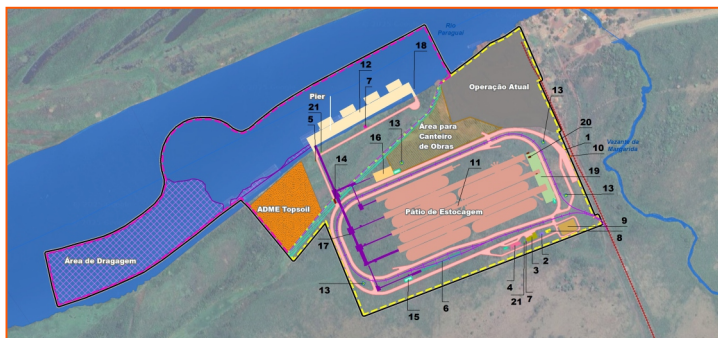 Rio
Paraguai
18
12
7
Operação Atual
Pier
21
5
13
13
20
Área para
Canteiro
de Obras
1
Vazante da
Margarida
16
10
14
11
19
ADME Topsoil
Pátio de Estocagem
13
9
17
8
Área de Dragagem
2
3
13
4
7
21
15
6